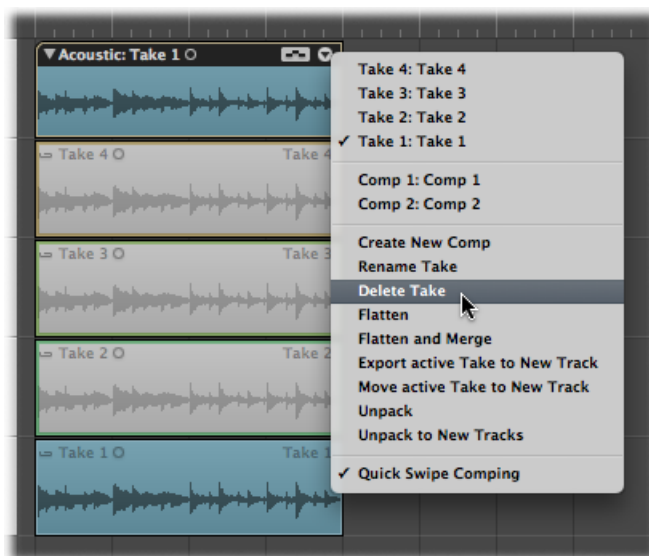 Acoustic: Take 1
Take 4 Take 4
Take 3 Take 3
Take 2 Take 2
Take 1 Take 1
Take 4: Take 4
Take 3: Take 3
Take 2: Take 2
✓ Take 1: Take 1
Comp 1: Comp 1
Comp 2: Comp 2
Create New Comp
Rename Take
Delete Take
Flatten
Flatten and Merge
Export active Take to New Track
Move active Take to New Track
Unpack
Unpack to New Tracks
✓ Quick Swipe Comping